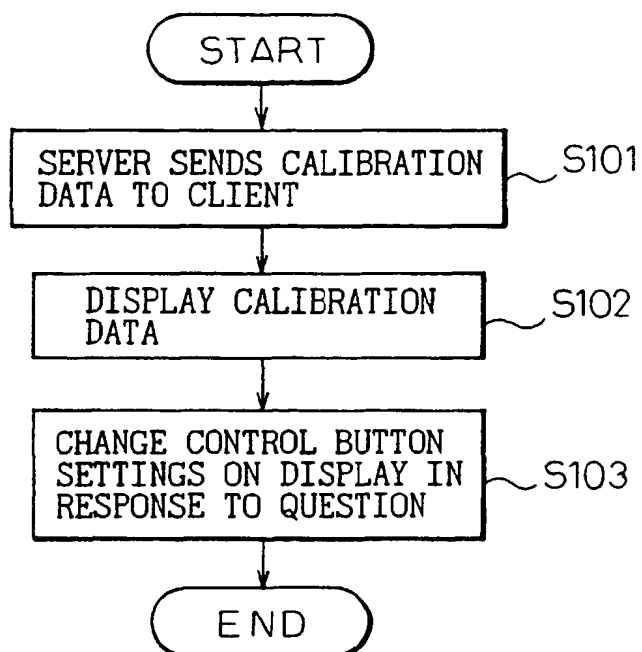 START
SERVER SENDS CALIBRATION
DATA TO CLIENT
S101
DISPLAY CALIBRATION
DATA
S102
CHANGE CONTROL BUTTON
SETTINGS ON DISPLAY IN
RESPONSE TO QUESTION
S103
END